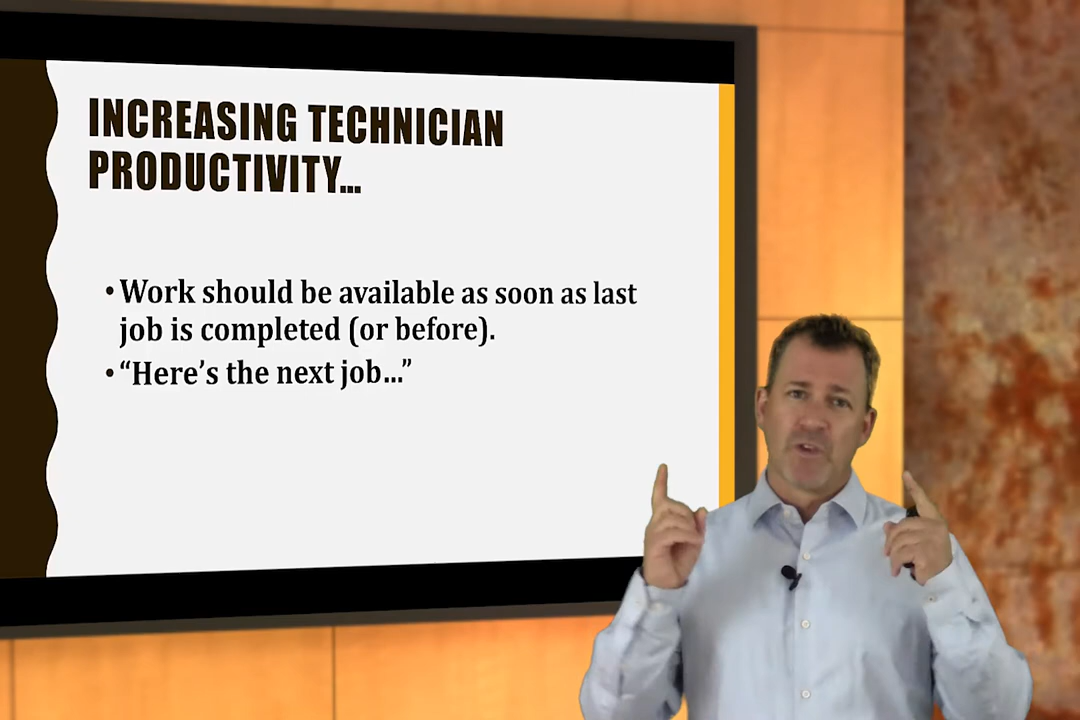 INCREASING TECHNICIAN
PRODUCTIVITY...
• Work should be available as soon as last
job is completed (or before).
• “Here’s the next job...”